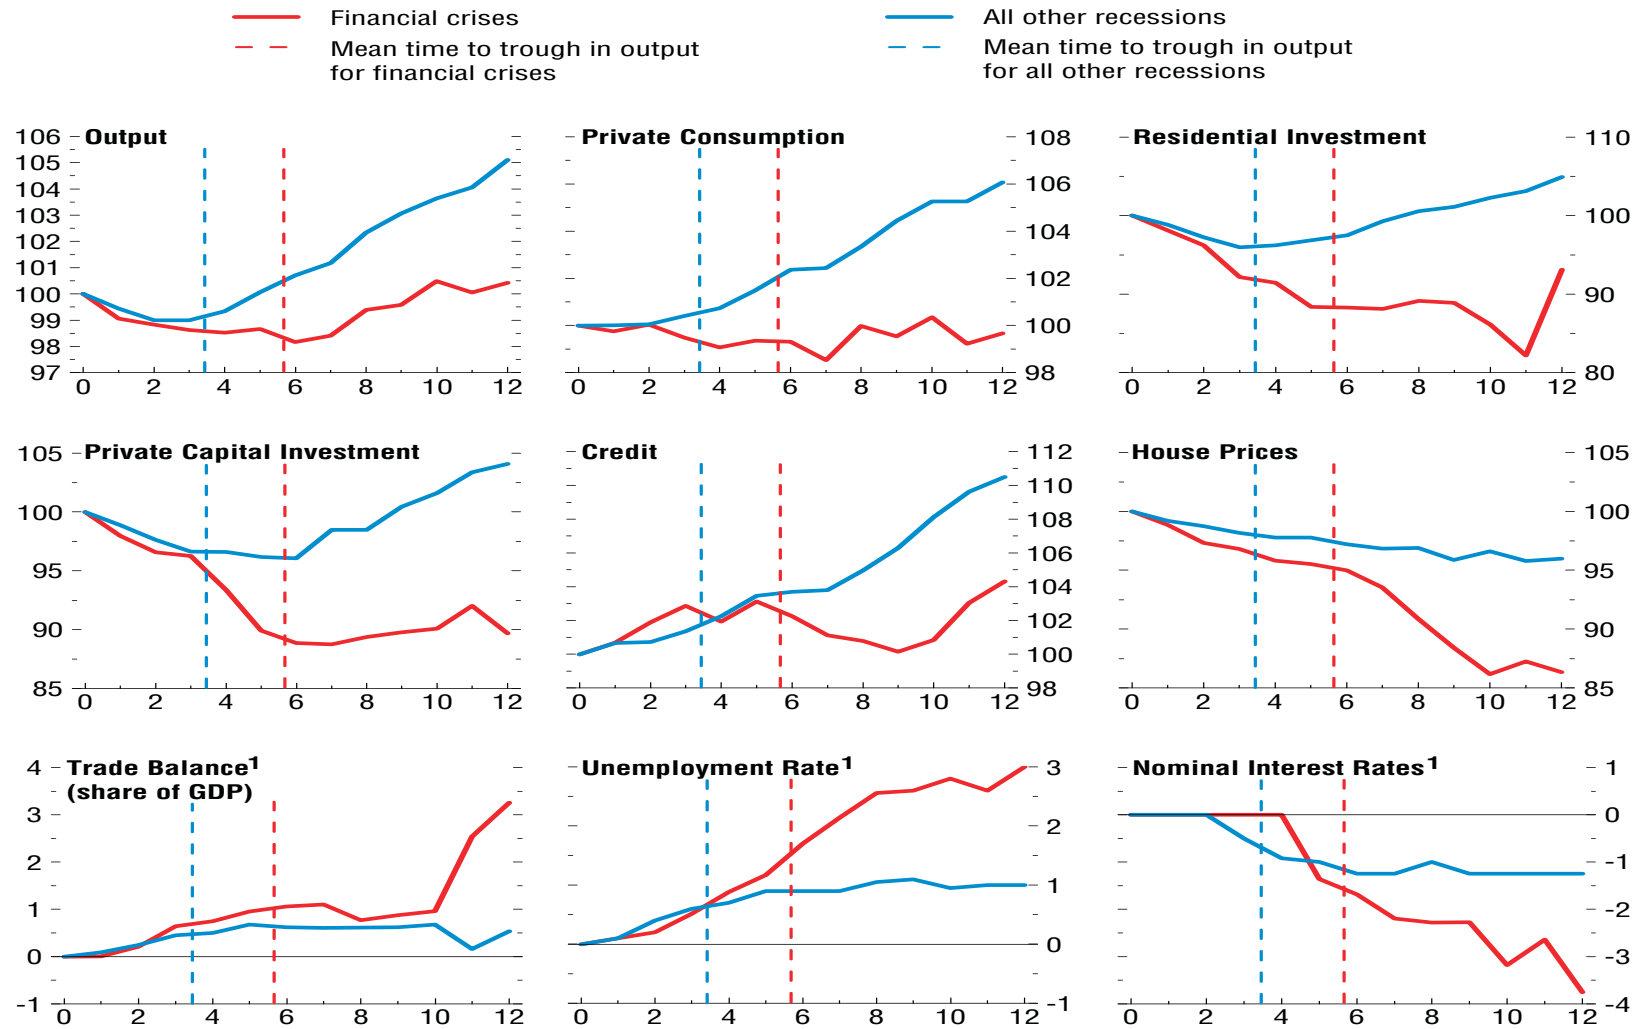 Financial crises
Mean time to trough in output
for financial crises
All other recessions
Mean time to trough in output
for all other recessions
Output
106
105
104
103
102
101
100
99
98
97
0 2 4 6 8 10 12
Private Consumption
108
106
104
102
100
98
0 2 4 6 8 10 12
Residential Investment
110
100
90
80
0 2 4 6 8 10 12
Private Capital Investment
105
100
95
90
85
0 2 4 6 8 10 12
Credit
112
110
108
106
104
102
100
98
0 2 4 6 8 10 12
House Prices
105
100
95
90
85
0 2 4 6 8 10 12
Trade Balance¹
(share of GDP)
4
3
2
1
0
-1
0 2 4 6 8 10 12
Unemployment Rate¹
3
2
1
0
-1
0 2 4 6 8 10 12
Nominal Interest Rates¹
1
0
-1
-2
-3
-4
0 2 4 6 8 10 12